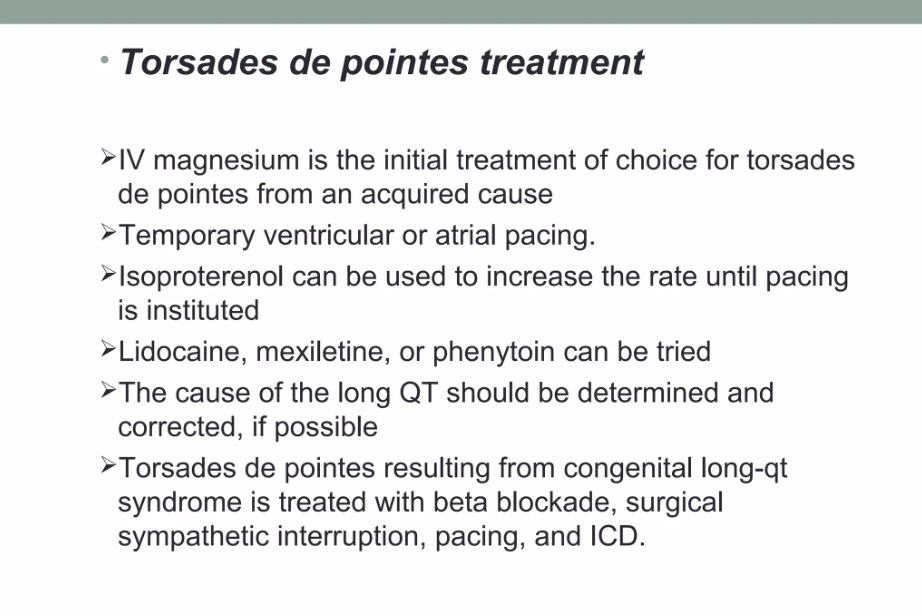 • Torsades de pointes treatment
➢IV magnesium is the initial treatment of choice for torsades
de pointes from an acquired cause
➢Temporary ventricular or atrial pacing.
➢Isoproterenol can be used to increase the rate until pacing
is instituted
➢Lidocaine, mexiletine, or phenytoin can be tried
➢The cause of the long QT should be determined and
corrected, if possible
➢Torsades de pointes resulting from congenital long-qt
syndrome is treated with beta blockade, surgical
sympathetic interruption, pacing, and ICD.